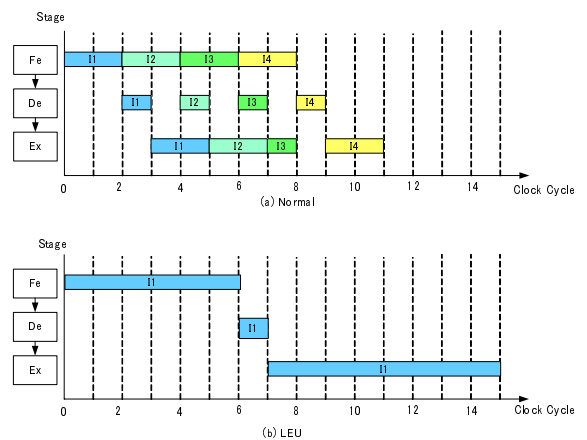 Stage
Fe I1 I2 I3 I4
De I1 I2 I3 I4
Ex I1 I2 I3 I4
0 2 4 6 8 10 12 14 Clock Cycle
(a) Normal
Stage
Fe I1
De I1
Ex I1
0 2 4 6 8 10 12 14 Clock Cycle
(b) LEU